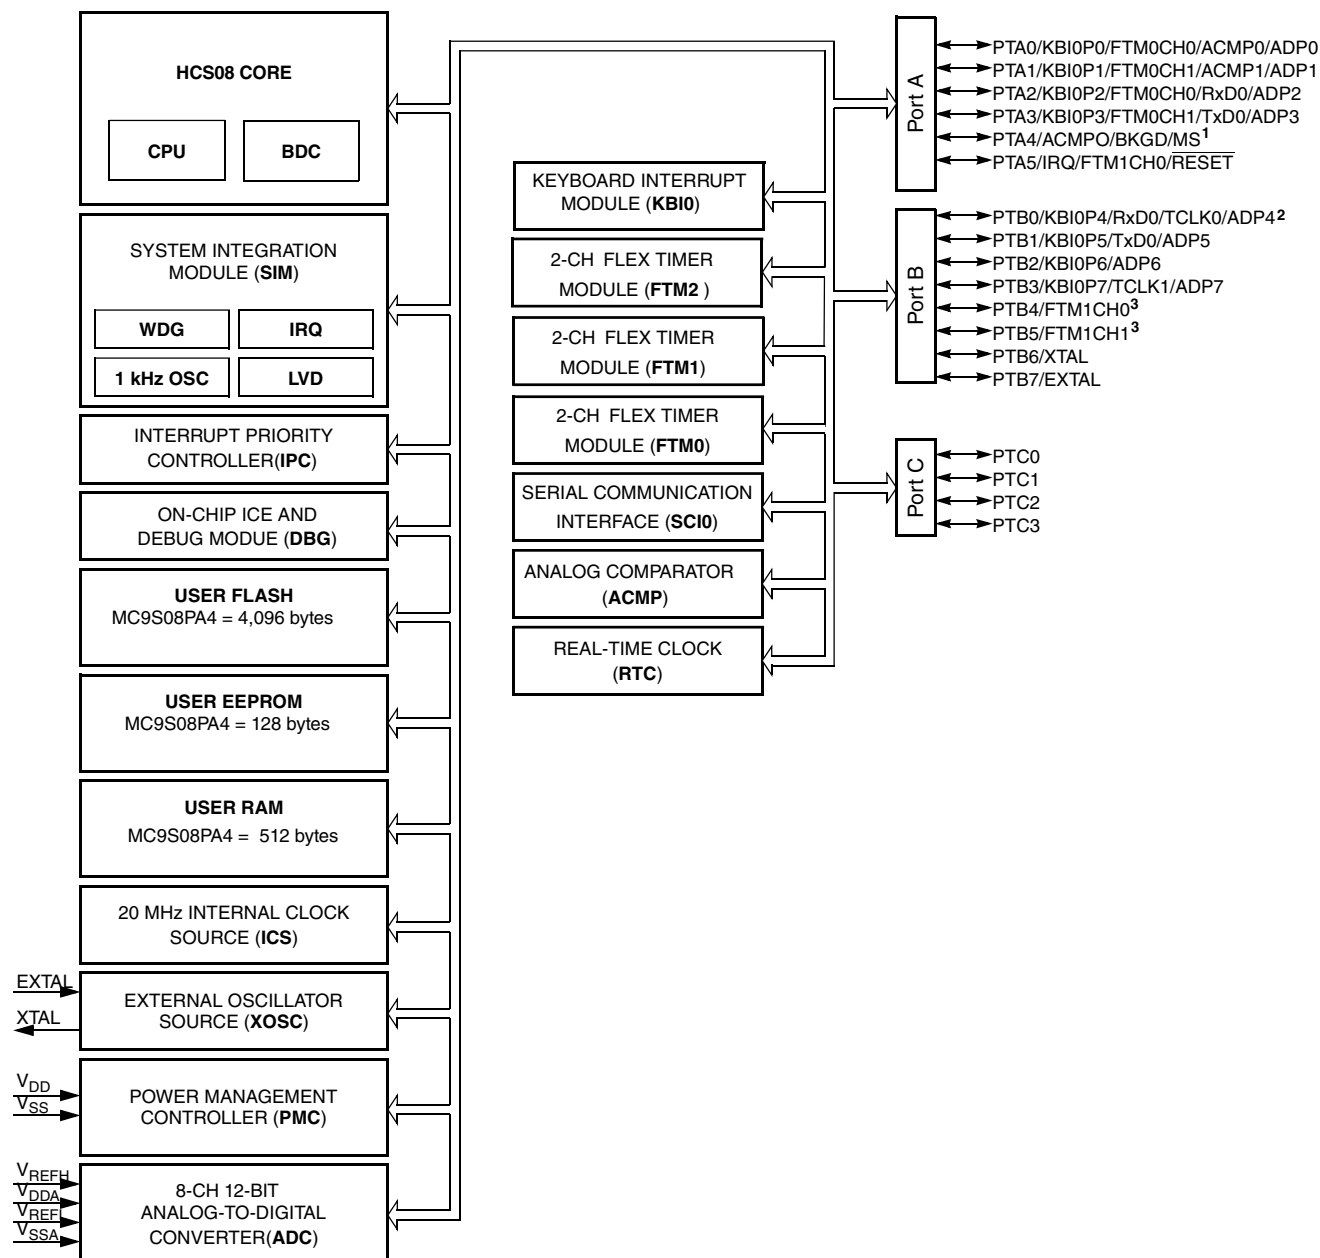 HCS08 CORE
CPU
BDC
SYSTEM INTEGRATION
MODULE (SIM)
WDG
IRQ
1 kHz OSC
LVD
INTERRUPT PRIORITY
CONTROLLER(IPC)
ON-CHIP ICE AND
DEBUG MODUE (DBG)
USER FLASH
MC9S08PA4 = 4,096 bytes
USER EEPROM
MC9S08PA4 = 128 bytes
USER RAM
MC9S08PA4 = 512 bytes
20 MHz INTERNAL CLOCK
SOURCE (ICS)
EXTAL
XTAL
EXTERNAL OSCILLATOR
SOURCE (XOSC)
VDD
VSS
POWER MANAGEMENT
CONTROLLER (PMC)
VREFH
VDDA
VREFL
VSSA
8-CH 12-BIT
ANALOG-TO-DIGITAL
CONVERTER(ADC)
KEYBOARD INTERRUPT
MODULE (KBI0)
2-CH FLEX TIMER
MODULE (FTM2 )
2-CH FLEX TIMER
MODULE (FTM1)
2-CH FLEX TIMER
MODULE (FTM0)
SERIAL COMMUNICATION
INTERFACE (SCI0)
ANALOG COMPARATOR
(ACMP)
REAL-TIME CLOCK
(RTC)
Port A
PTA0/KBI0P0/FTM0CH0/ACMP0/ADP0
PTA1/KBI0P1/FTM0CH1/ACMP1/ADP1
PTA2/KBI0P2/FTM0CH0/RxD0/ADP2
PTA3/KBI0P3/FTM0CH1/TxD0/ADP3
PTA4/ACMPO/BKGD/MS1
PTA5/IRQ/FTM1CH0/RESET
Port B
PTB0/KBI0P4/RxD0/TCLK0/ADP42
PTB1/KBI0P5/TxD0/ADP5
PTB2/KBI0P6/ADP6
PTB3/KBI0P7/TCLK1/ADP7
PTB4/FTM1CH03
PTB5/FTM1CH13
PTB6/XTAL
PTB7/EXTAL
Port C
PTC0
PTC1
PTC2
PTC3